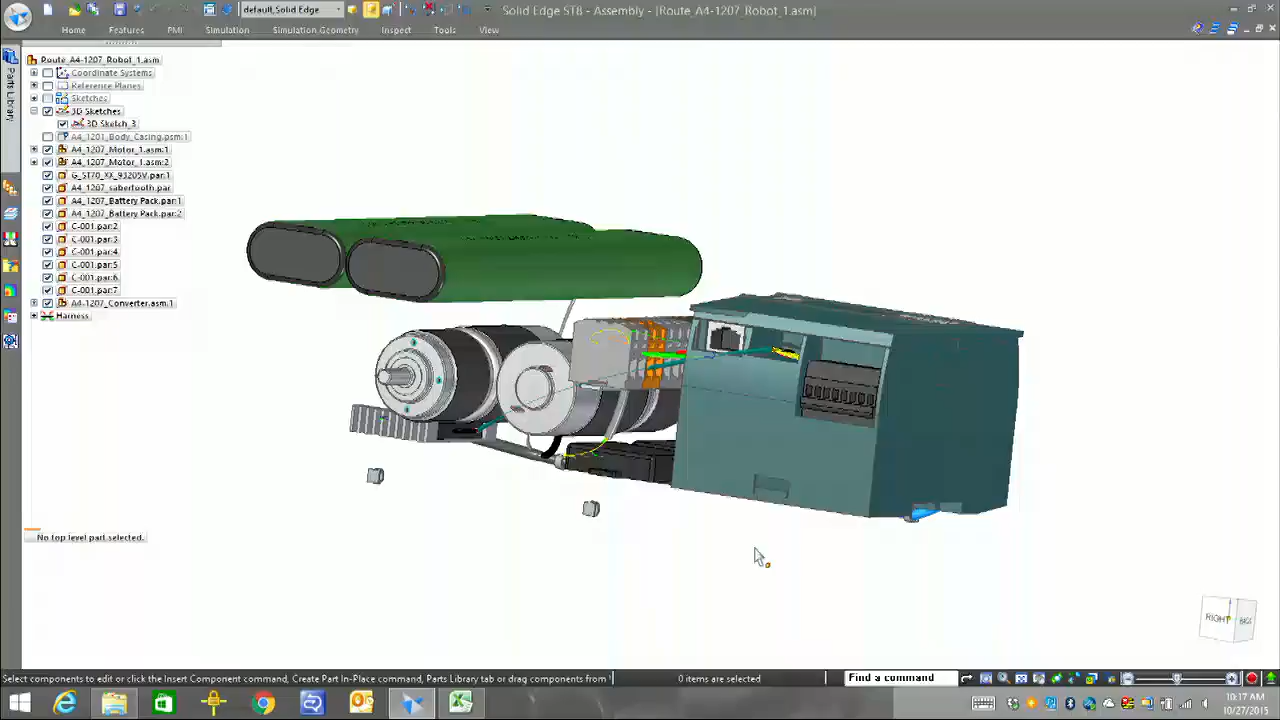 default,Solid Edge
Solid Edge ST8 - Assembly - [Route_A4-1207_Robot_1.asm]
Home Features PMI Simulation Simulation Geometry Inspect Tools View
Parts Library
Route_A4-1207_Robot_1.asm
Coordinate Systems
Reference Planes
Sketches
3D Sketches
3D Sketch_3
A4_1201_Body_Casing.psm:1
A4_1207_Motor_1.asm:1
A4_1207_Motor_1.asm:2
G_ST70_XX_93205V.par:1
A4_1207_sabertooth.par
A4_1207_Battery Pack.par:1
A4_1207_Battery Pack.par:2
C-001.par:2
C-001.par:3
C-001.par:4
C-001.par:5
C-001.par:6
C-001.par:7
A4-1207_Converter.asm:1
Harness
No top level part selected.
RIGHT
BACK
Select components to edit or click the Insert Component command, Create Part In-Place command, Parts Library tab or drag components from
0 items are selected
Find a command
10:17 AM
10/27/2015